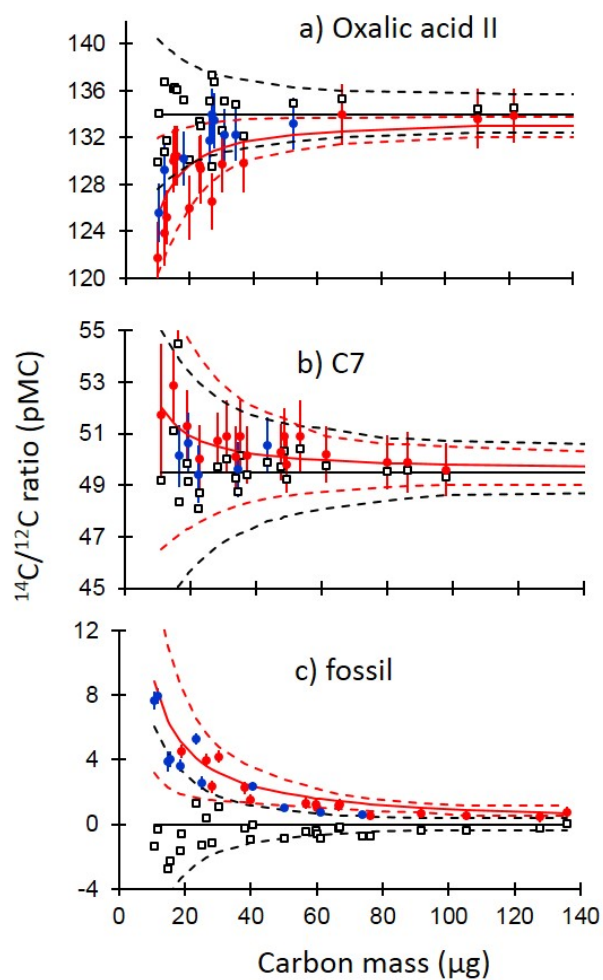 a) Oxalic acid II
140
136
132
128
124
120
b) C7
55
53
51
49
47
45
¹⁴C/¹²C ratio (pMC)
c) fossil
12
8
4
0
-4
0 20 40 60 80 100 120 140
Carbon mass (µg)